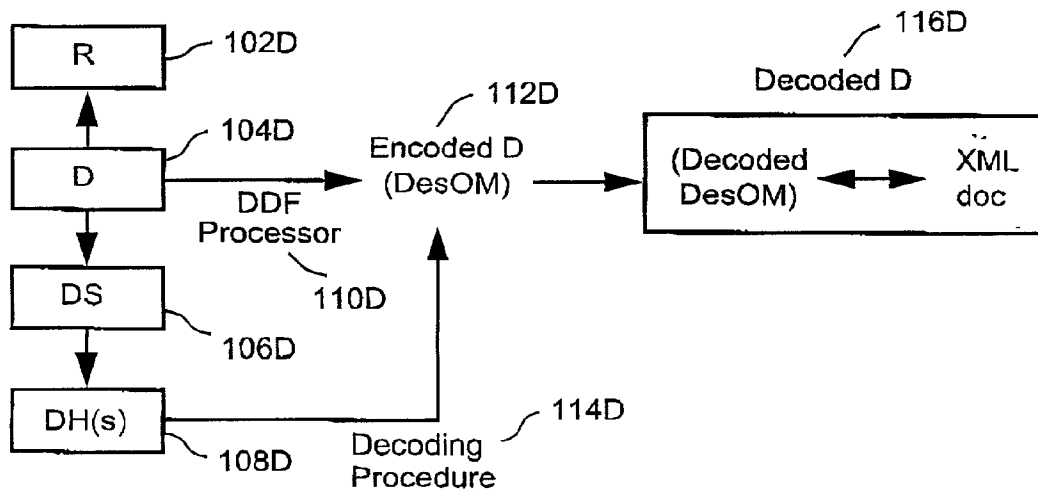 R
102D
116D
Decoded D
112D
104D
D
Encoded D
(DesOM)
(Decoded
DesOM)
XML
doc
DDF
Processor
110D
DS
106D
DH(s)
108D
114D
Decoding
Procedure